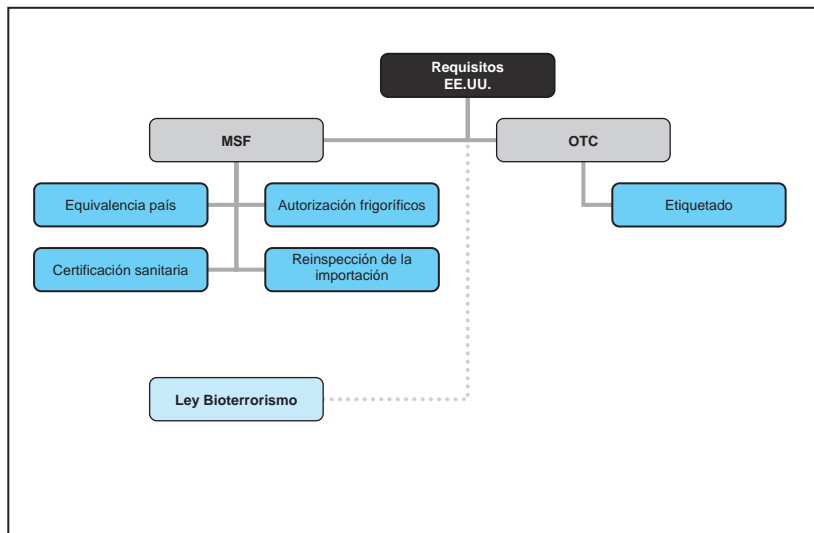 Requisitos
EE.UU.
MSF
OTC
Equivalencia país
Autorización frigoríficos
Etiquetado
Certificación sanitaria
Reinspección de la
importación
Ley Bioterrorismo